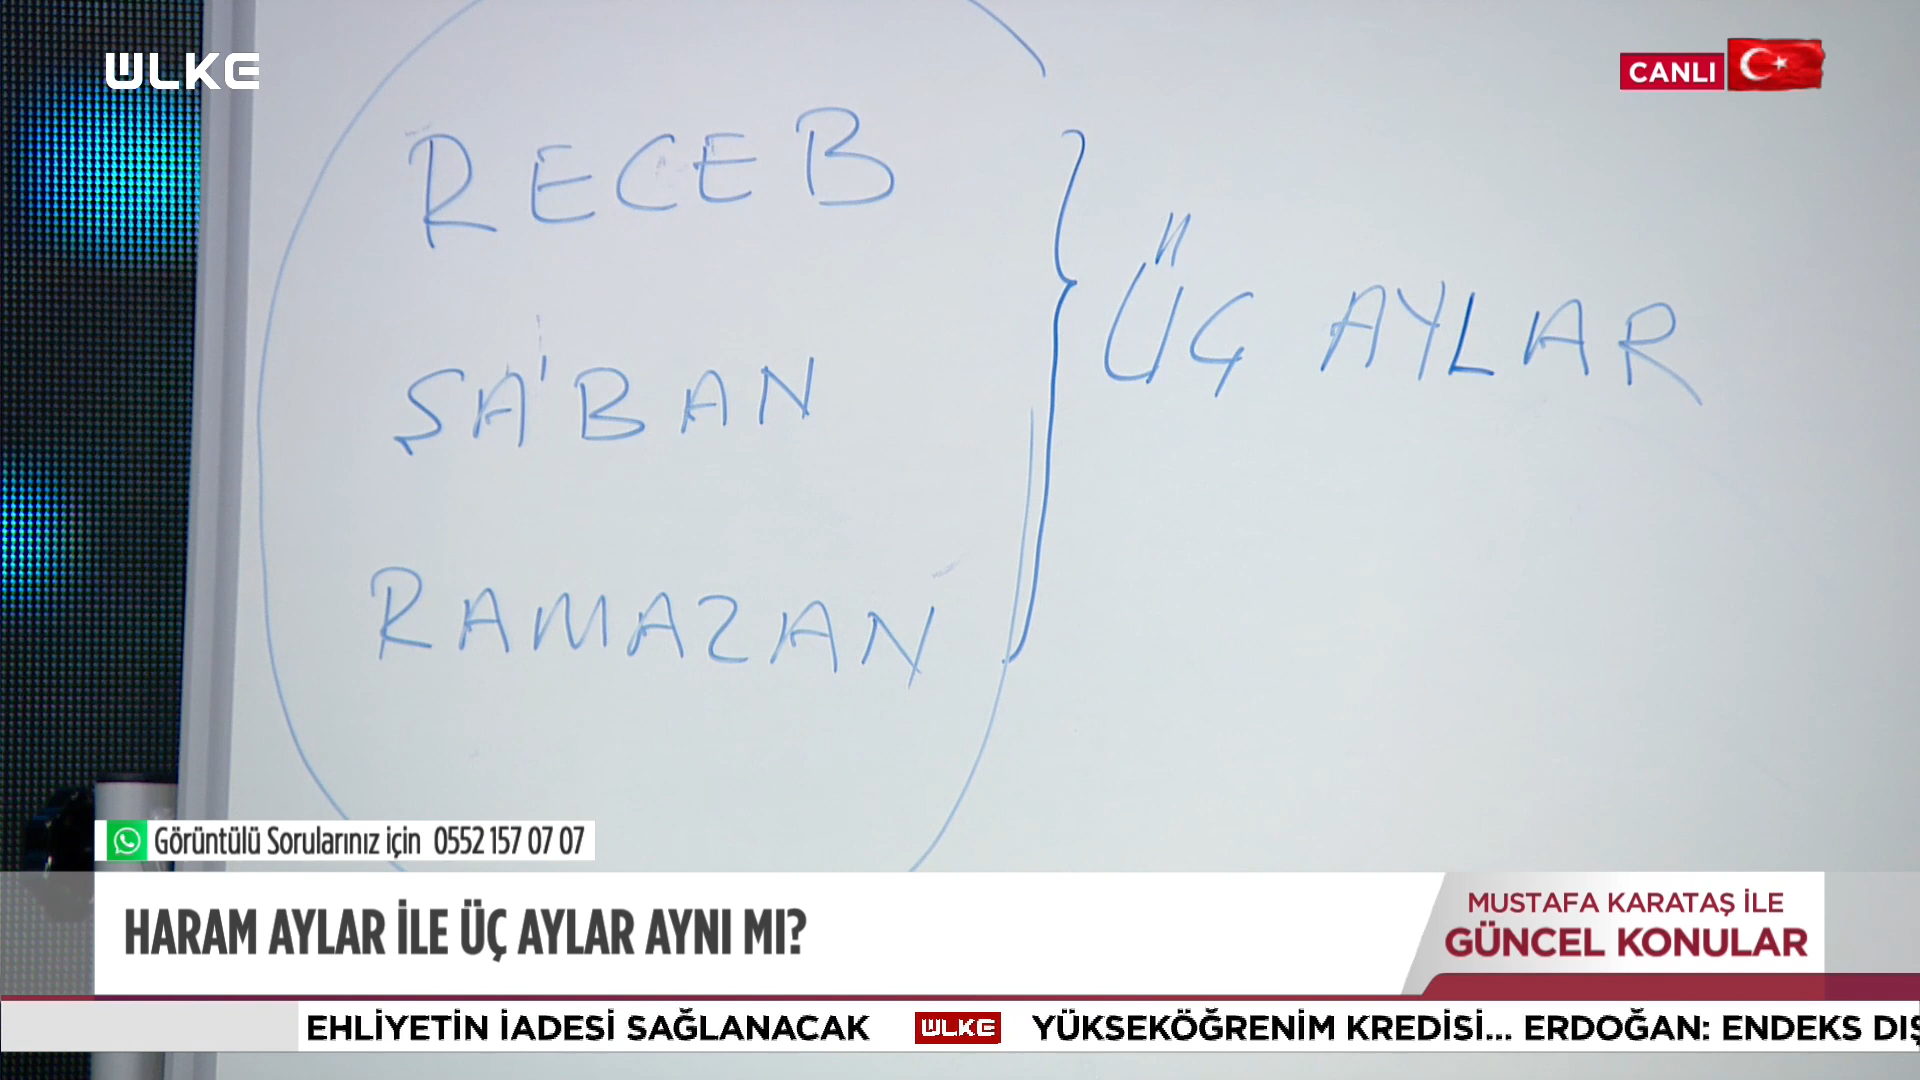 ÜLKE
CANLI
RECEB
ŞA'BAN
RAMAZAN
ÜÇ AYLAR
Görüntülü Sorularınız için 0552 157 07 07
HARAM AYLAR İLE ÜÇ AYLAR AYNI MI?
MUSTAFA KARATAŞ İLE
GÜNCEL KONULAR
EHLİYETİN İADESİ SAĞLANACAK ÜLKE YÜKSEKÖĞRENİM KREDİSİ... ERDOĞAN: ENDEKS DIŞ